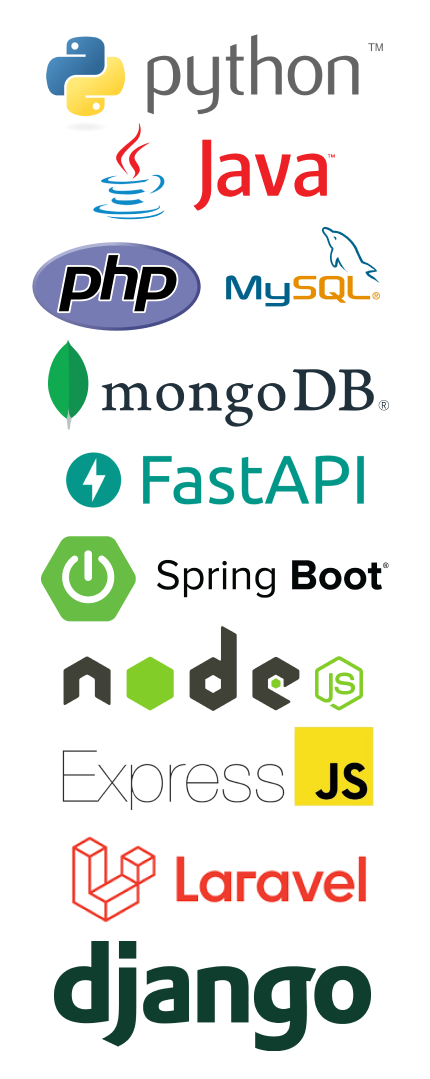 python™
Java™
php MySQL®
mongoDB®
FastAPI
Spring Boot®
node JS
Express JS
Laravel
django